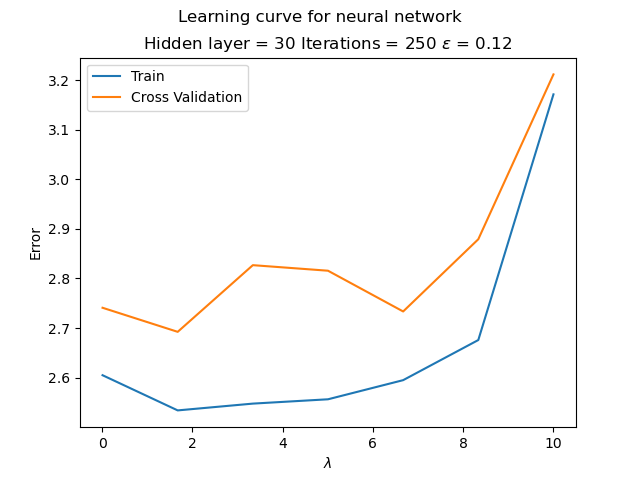 Learning curve for neural network
Hidden layer = 30 Iterations = 250 ε = 0.12
Train
Cross Validation
3.2
3.1
3.0
2.9
2.8
2.7
2.6
Error
0 2 4 6 8 10
λ